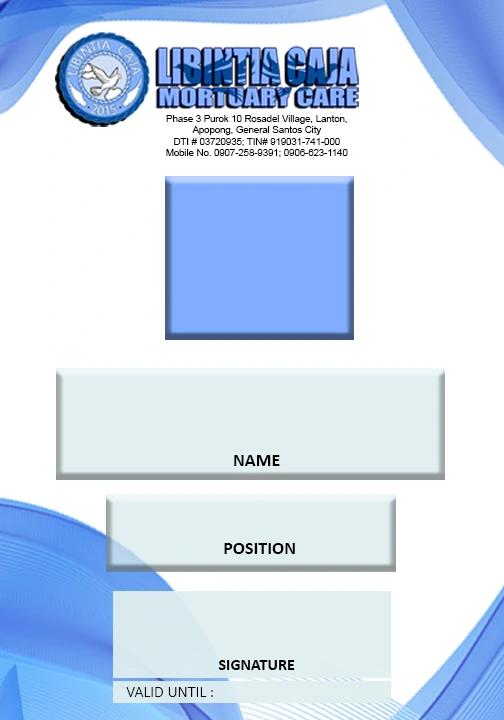 LIBINTIA CAJA
2015
LIBINTIA CAJA
MORTUARY CARE
Phase 3 Purok 10 Rosadel Village, Lanton,
Apopong, General Santos City
DTI # 03720935; TIN# 919031-741-000
Mobile No. 0907-258-9391; 0906-623-1140
NAME
POSITION
SIGNATURE
VALID UNTIL :